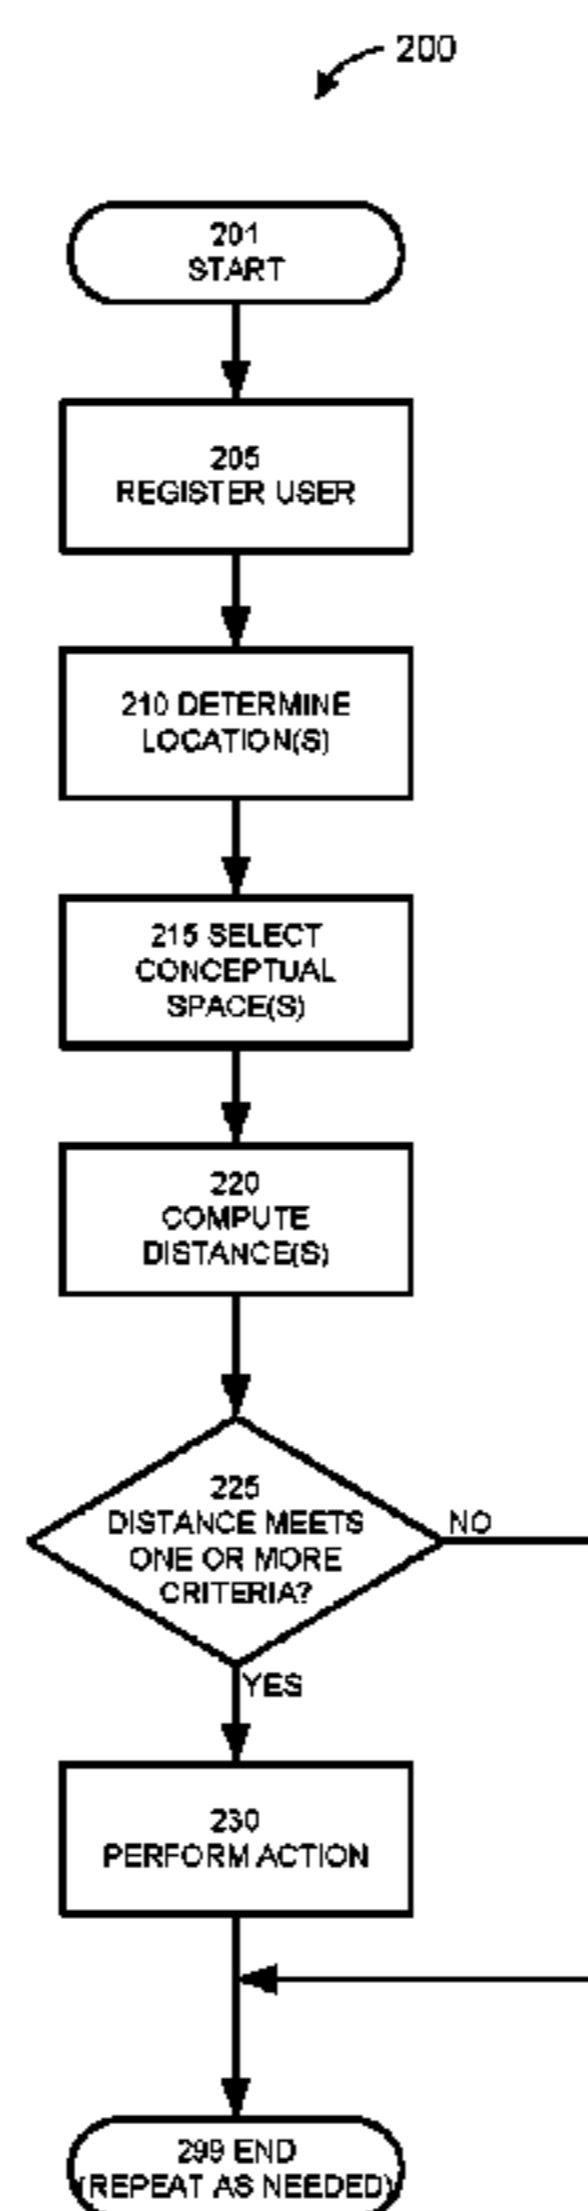 200
201
START
205
REGISTER USER
210 DETERMINE
LOCATION(S)
215 SELECT
CONCEPTUAL
SPACE(S)
220
COMPUTE
DISTANCE(S)
225
DISTANCE MEETS
ONE OR MORE
CRITERIA?
NO
YES
230
PERFORM ACTION
299 END
(REPEAT AS NEEDED)